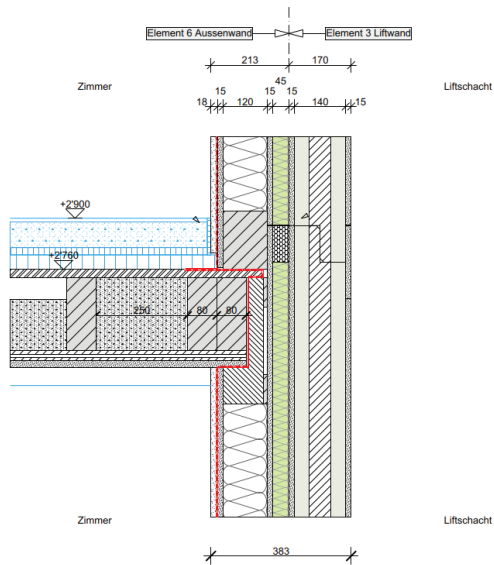 Element 6 Aussenwand
Element 3 Liftwand
213
170
45
15
15
15
18
120
140
15
Zimmer
Liftschacht
+2'900
+2'760
250
80
80
Zimmer
Liftschacht
383